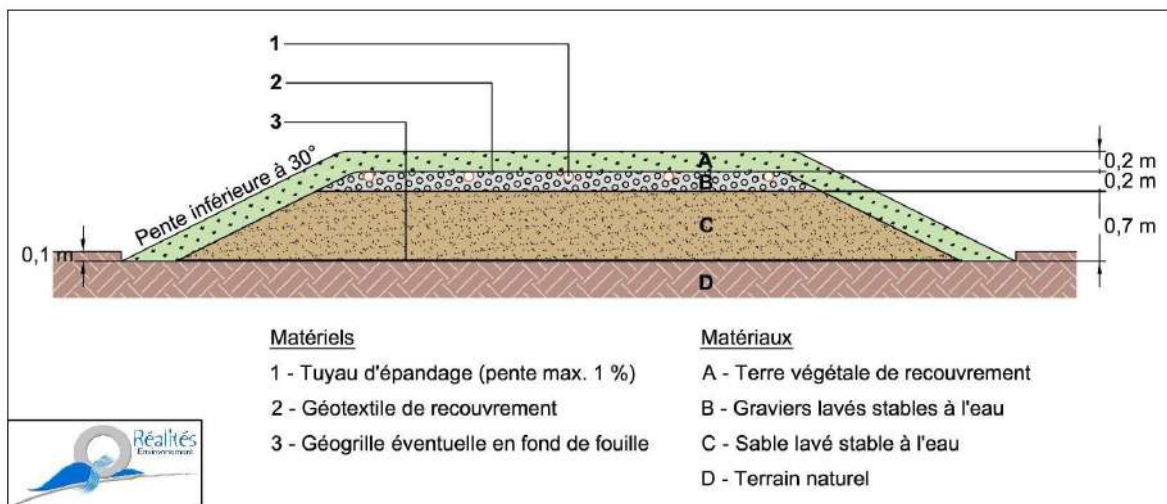 1
2
3
Pente inférieure à 30°
A
B
C
D
0,2 m
0,2 m
0,7 m
0,1 m
Matériels
1 - Tuyau d'épandage (pente max. 1 %)
2 - Géotextile de recouvrement
3 - Géogrille éventuelle en fond de fouille
Matériaux
A - Terre végétale de recouvrement
B - Graviers lavés stables à l'eau
C - Sable lavé stable à l'eau
D - Terrain naturel
Réalités
Environnement